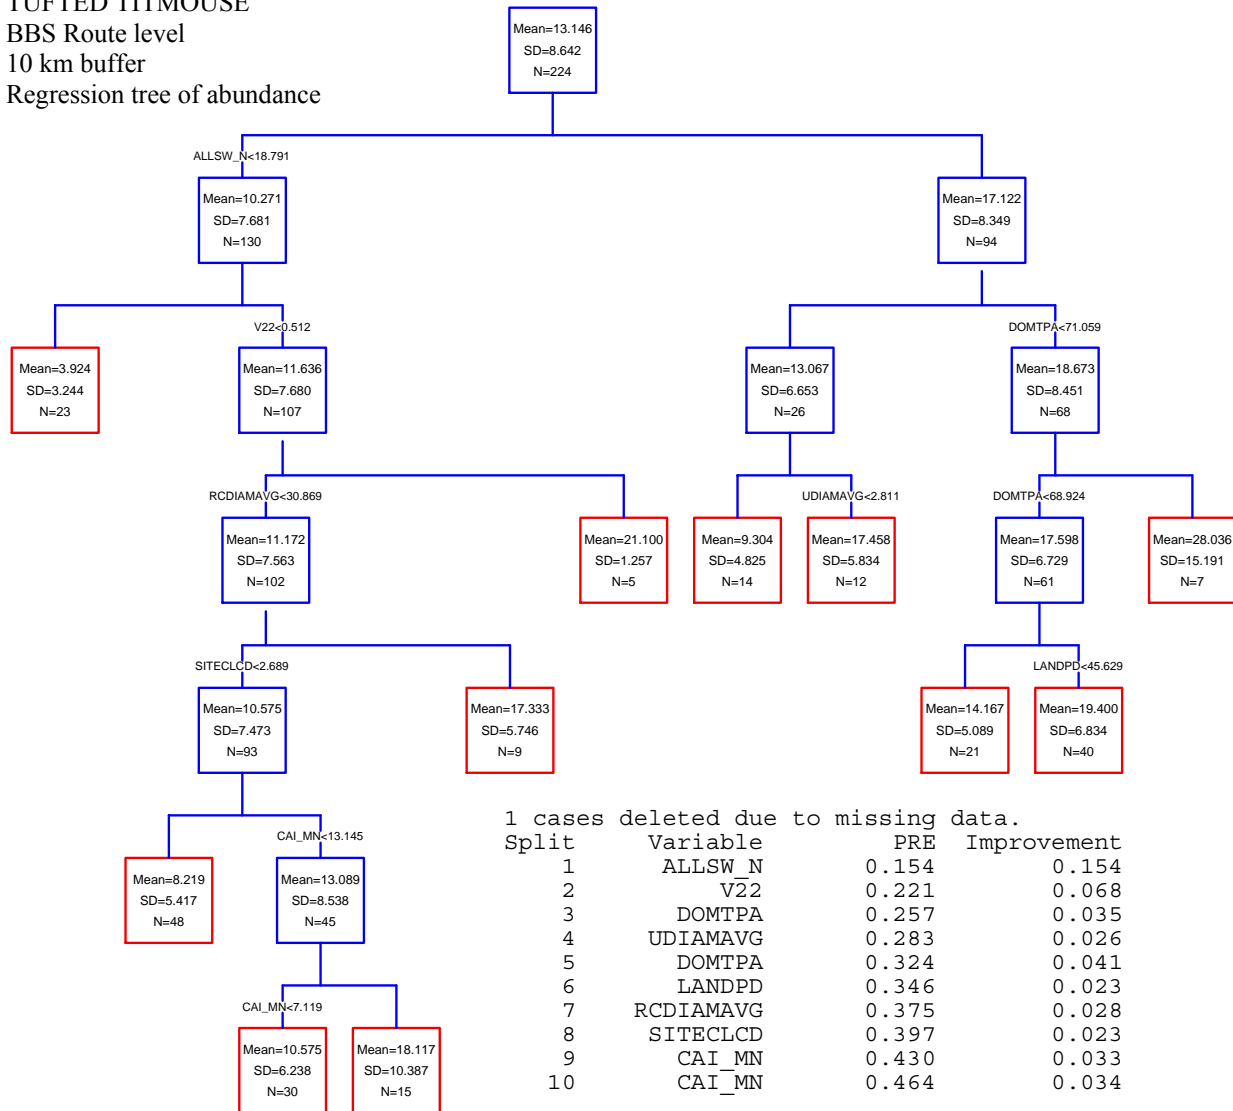 TUFTED TITMOUSE
BBS Route level
10 km buffer
Regression tree of abundance
Mean=13.146
SD=8.642
N=224
ALLSW_N<18.791
Mean=10.271
SD=7.681
N=130
Mean=17.122
SD=8.349
N=94
V22<0.512
DOMTPA<71.059
Mean=3.924
SD=3.244
N=23
Mean=11.636
SD=7.680
N=107
Mean=13.067
SD=6.653
N=26
Mean=18.673
SD=8.451
N=68
RCDIAMAVG<30.869
UDIAMAVG<2.811
DOMTPA<68.924
Mean=11.172
SD=7.563
N=102
Mean=21.100
SD=1.257
N=5
Mean=9.304
SD=4.825
N=14
Mean=17.458
SD=5.834
N=12
Mean=17.598
SD=6.729
N=61
Mean=28.036
SD=15.191
N=7
SITECLCD<2.689
LANDPD<45.629
Mean=10.575
SD=7.473
N=93
Mean=17.333
SD=5.746
N=9
Mean=14.167
SD=5.089
N=21
Mean=19.400
SD=6.834
N=40
CAI_MN<13.145
Mean=8.219
SD=5.417
N=48
Mean=13.089
SD=8.538
N=45
CAI_MN<7.119
Mean=10.575
SD=6.238
N=30
Mean=18.117
SD=10.387
N=15
1 cases deleted due to missing data.
Split Variable PRE Improvement
1 ALLSW_N 0.154 0.154
2 V22 0.221 0.068
3 DOMTPA 0.257 0.035
4 UDIAMAVG 0.283 0.026
5 DOMTPA 0.324 0.041
6 LANDPD 0.346 0.023
7 RCDIAMAVG 0.375 0.028
8 SITECLCD 0.397 0.023
9 CAI_MN 0.430 0.033
10 CAI_MN 0.464 0.034